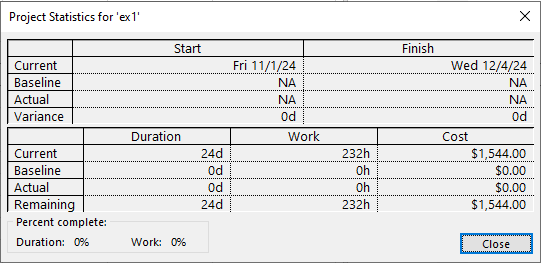 Project Statistics for 'ex1'
Start Finish
Current Fri 11/1/24 Wed 12/4/24
Baseline NA NA
Actual NA NA
Variance 0d 0d
Duration Work Cost
Current 24d 232h $1,544.00
Baseline 0d 0h $0.00
Actual 0d 0h $0.00
Remaining 24d 232h $1,544.00
Percent complete:
Duration: 0% Work: 0% Close